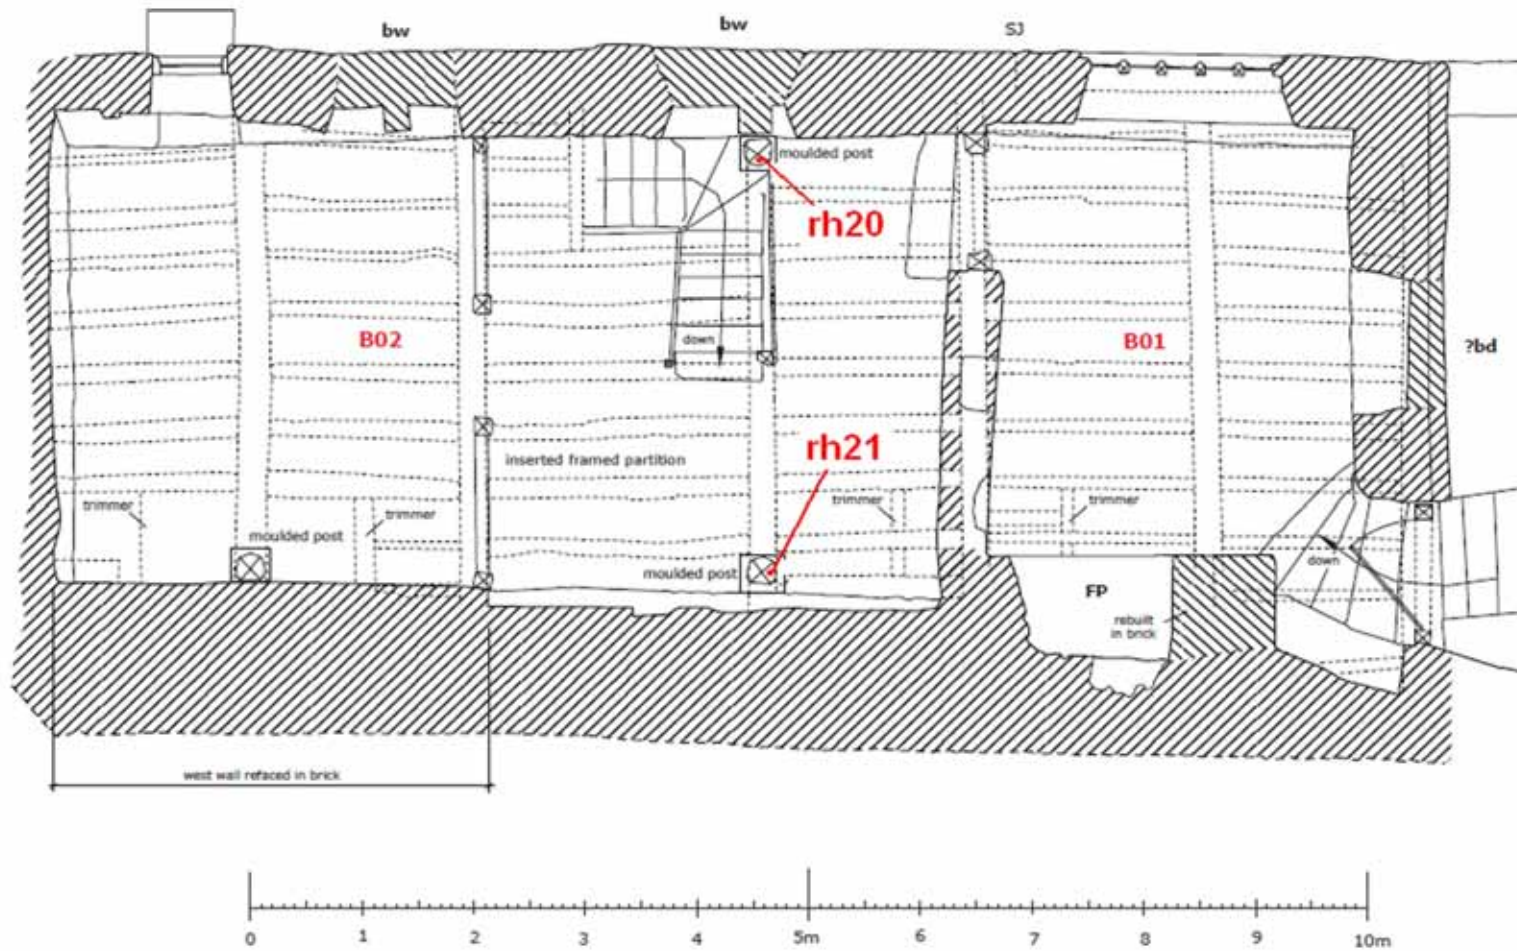 bw
bw
SJ
moulded post
rh20
down
B02
B01
?bd
rh21
inserted framed partition
trimmer
trimmer
moulded post
trimmer
trimmer
moulded post
down
FP
rebuilt
in brick
west wall refaced in brick
0 1 2 3 4 5m 6 7 8 9 10m